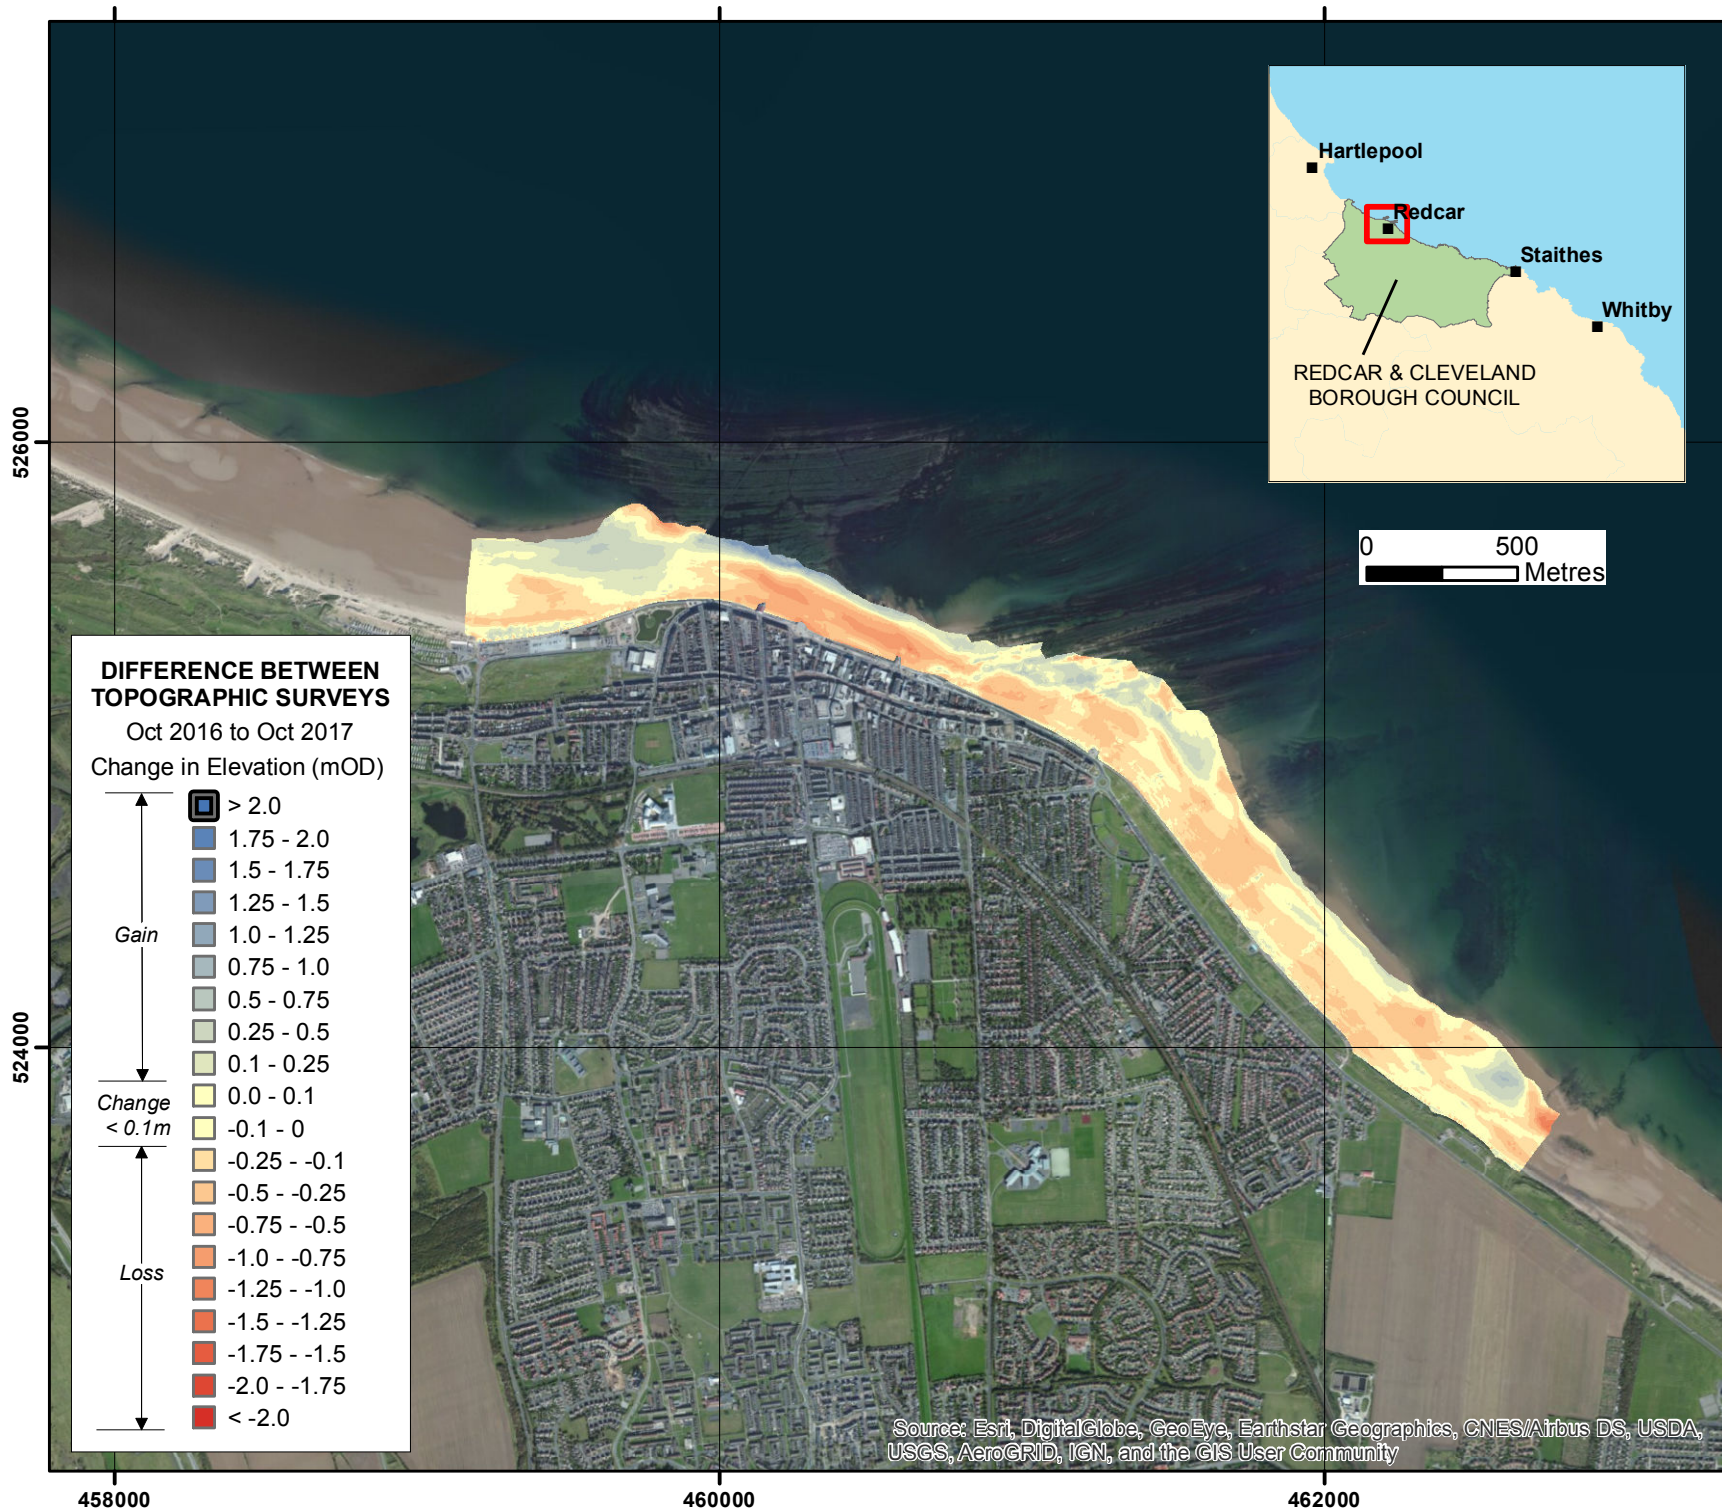 Hartlepool
Redcar
Staithes
Whitby
REDCAR & CLEVELAND
BOROUGH COUNCIL
0 500
Metres
526000
524000
DIFFERENCE BETWEEN
TOPOGRAPHIC SURVEYS
Oct 2016 to Oct 2017
Change in Elevation (mOD)
> 2.0
1.75 - 2.0
1.5 - 1.75
1.25 - 1.5
Gain
1.0 - 1.25
0.75 - 1.0
0.5 - 0.75
0.25 - 0.5
0.1 - 0.25
Change
< 0.1m
0.0 - 0.1
-0.1 - 0
-0.25 - -0.1
-0.5 - -0.25
-0.75 - -0.5
-1.0 - -0.75
Loss
-1.25 - -1.0
-1.5 - -1.25
-1.75 - -1.5
-2.0 - -1.75
< -2.0
Source: Esri, DigitalGlobe, GeoEye, Earthstar Geographics, CNES/Airbus DS, USDA,
USGS, AeroGRID, IGN, and the GIS User Community
458000 460000 462000